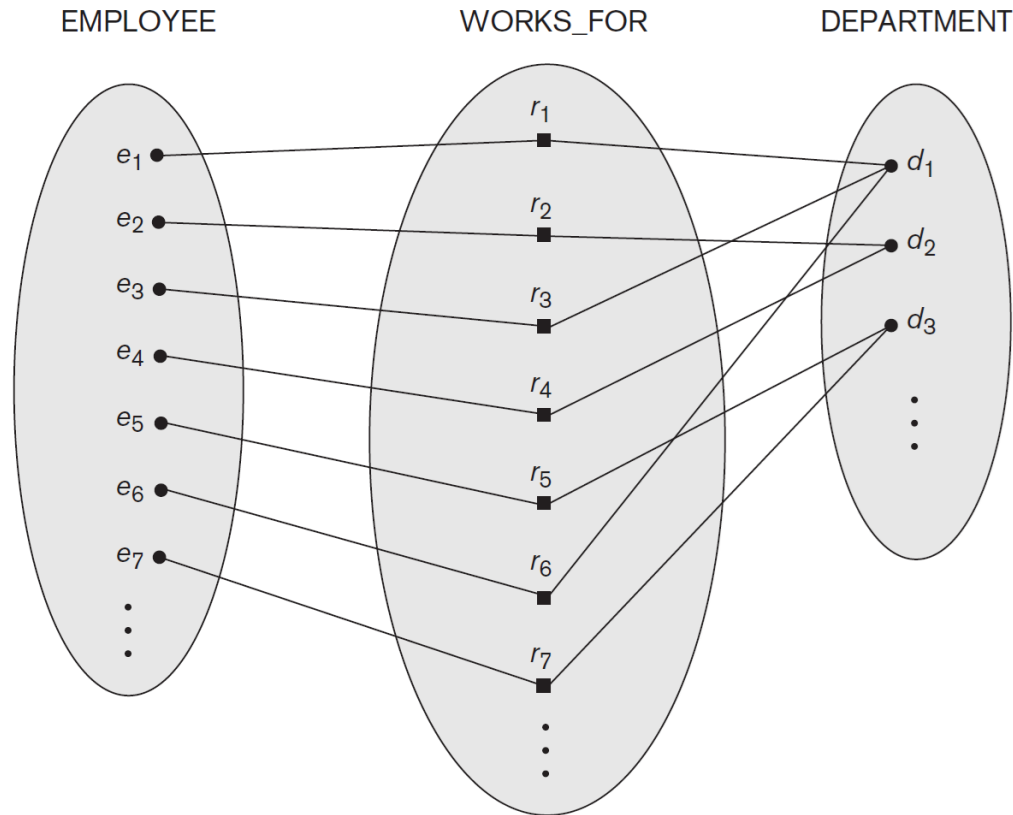 EMPLOYEE WORKS_FOR DEPARTMENT
r1
e1
d1
r2
e2
d2
e3
r3
d3
e4
r4
e5
r5
e6
r6
e7
r7